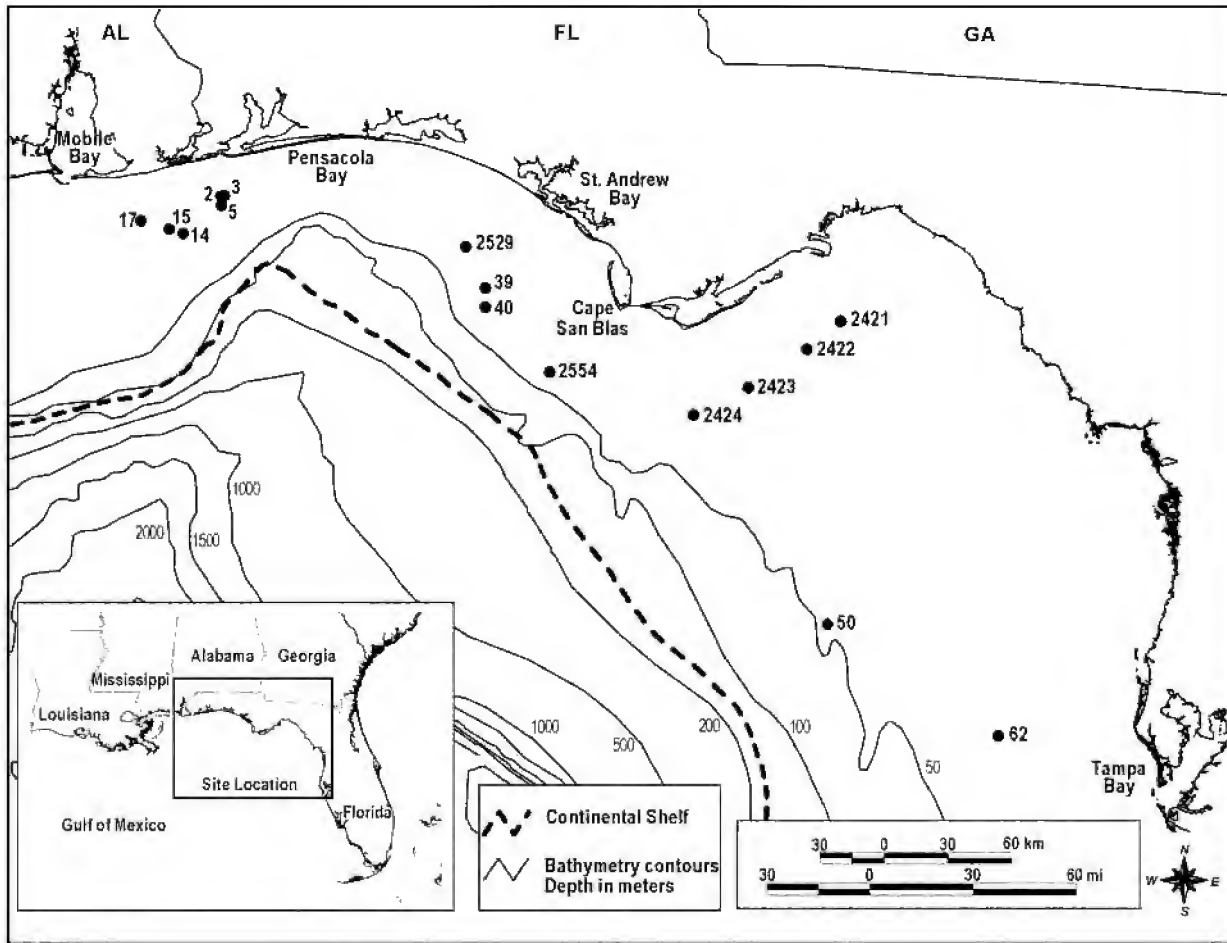 AL
FL
GA
Mobile
Bay
Pensacola
Bay
St. Andrew
Bay
2
3
5
17
15
14
2529
39
40
Cape
San Blas
2421
2422
2554
2423
2424
1000
2000
1500
50
Alabama
Georgia
Mississippi
Louisiana
Site Location
Florida
Gulf of Mexico
1000
500
200
100
50
62
Tampa
Bay
Continental Shelf
Bathymetry contours
Depth in meters
30 0 30 60 km
30 0 30 60 mi
N
W E
S